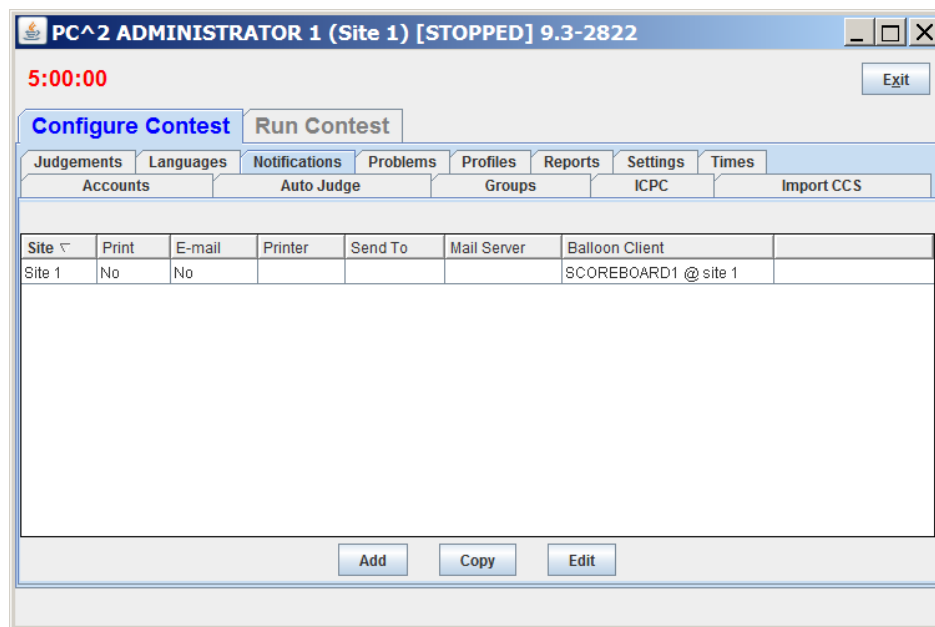 PC^2 ADMINISTRATOR 1 (Site 1) [STOPPED] 9.3-2822
5:00:00 Exit
Configure Contest Run Contest
Judgements Languages Notifications Problems Profiles Reports Settings Times
Accounts Auto Judge Groups ICPC Import CCS
Site Print E-mail Printer Send To Mail Server Balloon Client
Site 1 No No SCOREBOARD1 @ site 1
Add Copy Edit